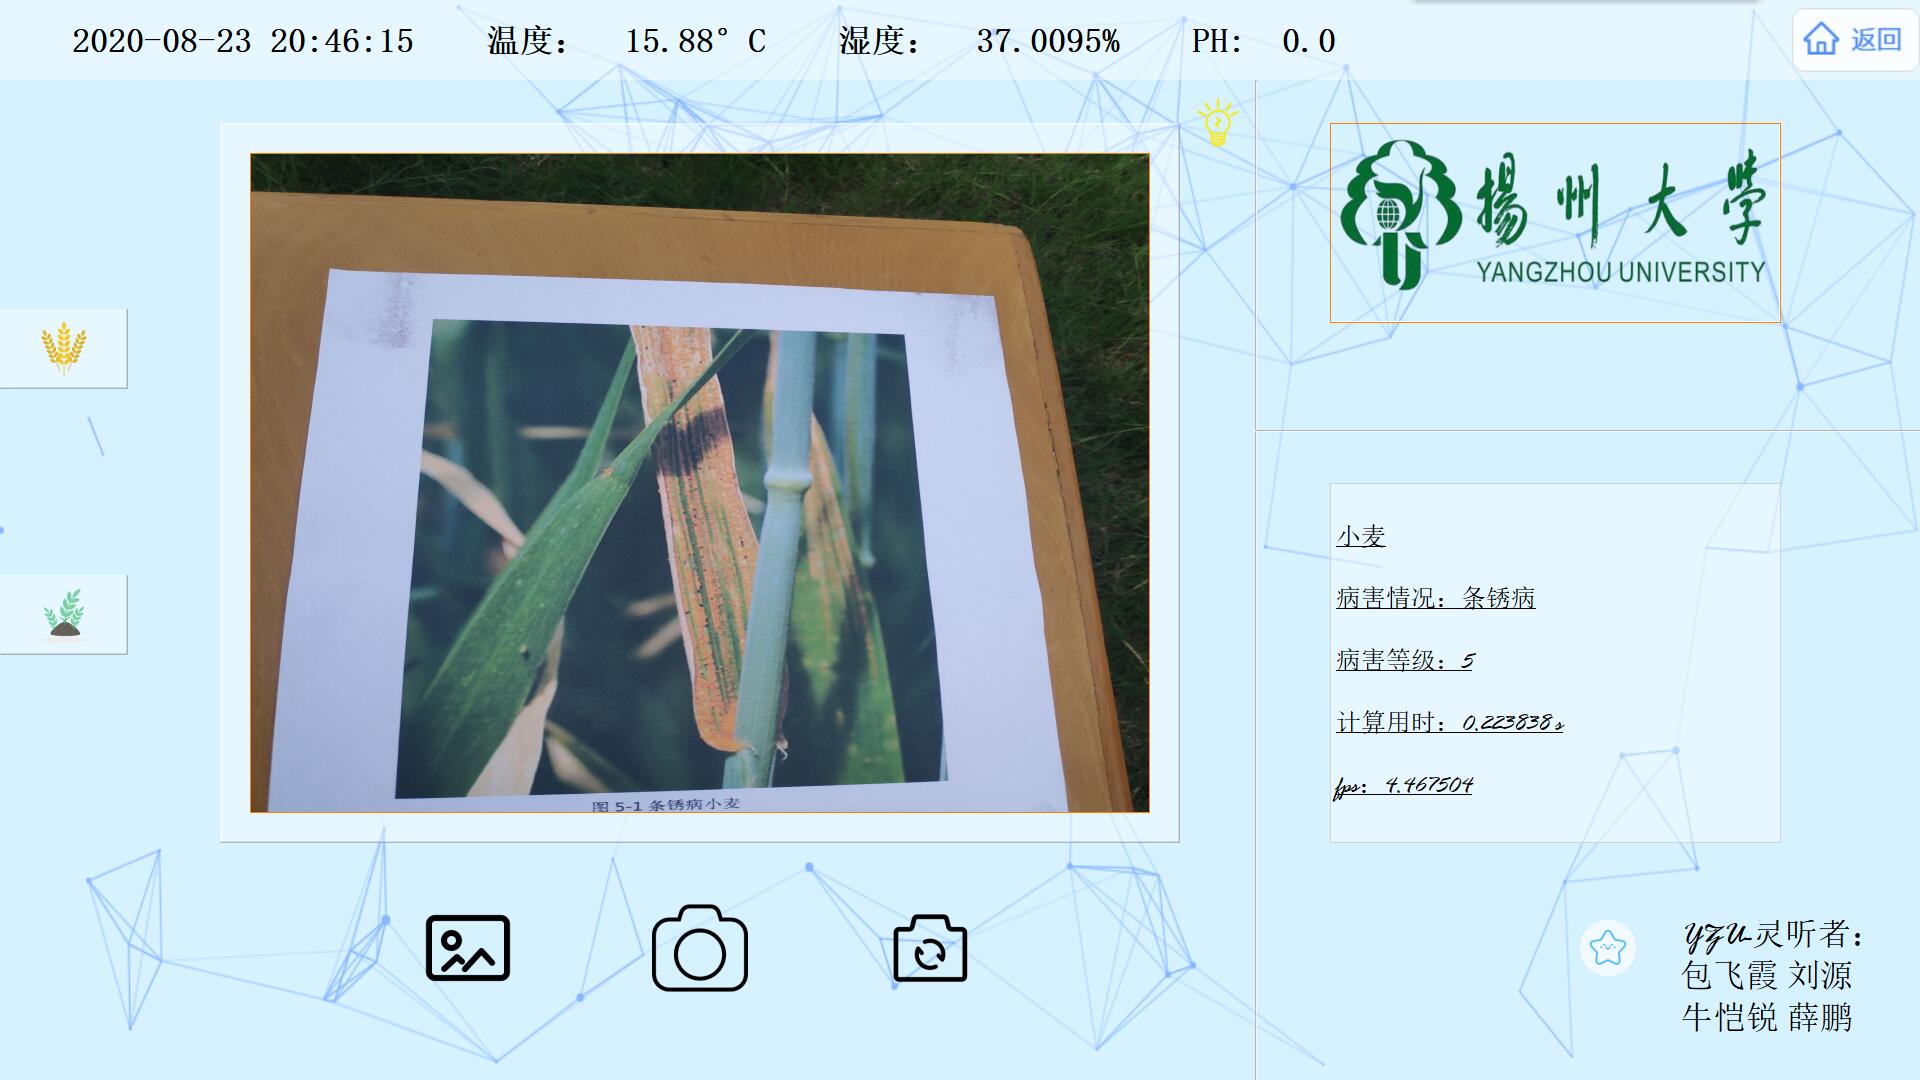 2020-08-23 20:46:15 温度： 15.88° C 湿度： 37.0095% PH: 0.0
返回
揚州大学
YANGZHOU UNIVERSITY
图 5-1 条锈病小麦
小麦
病害情况：条锈病
病害等级：5
计算用时：0.223838s
fps：4.467504
YZU-灵听者：
包飞霞 刘源
牛恺锐 薛鹏